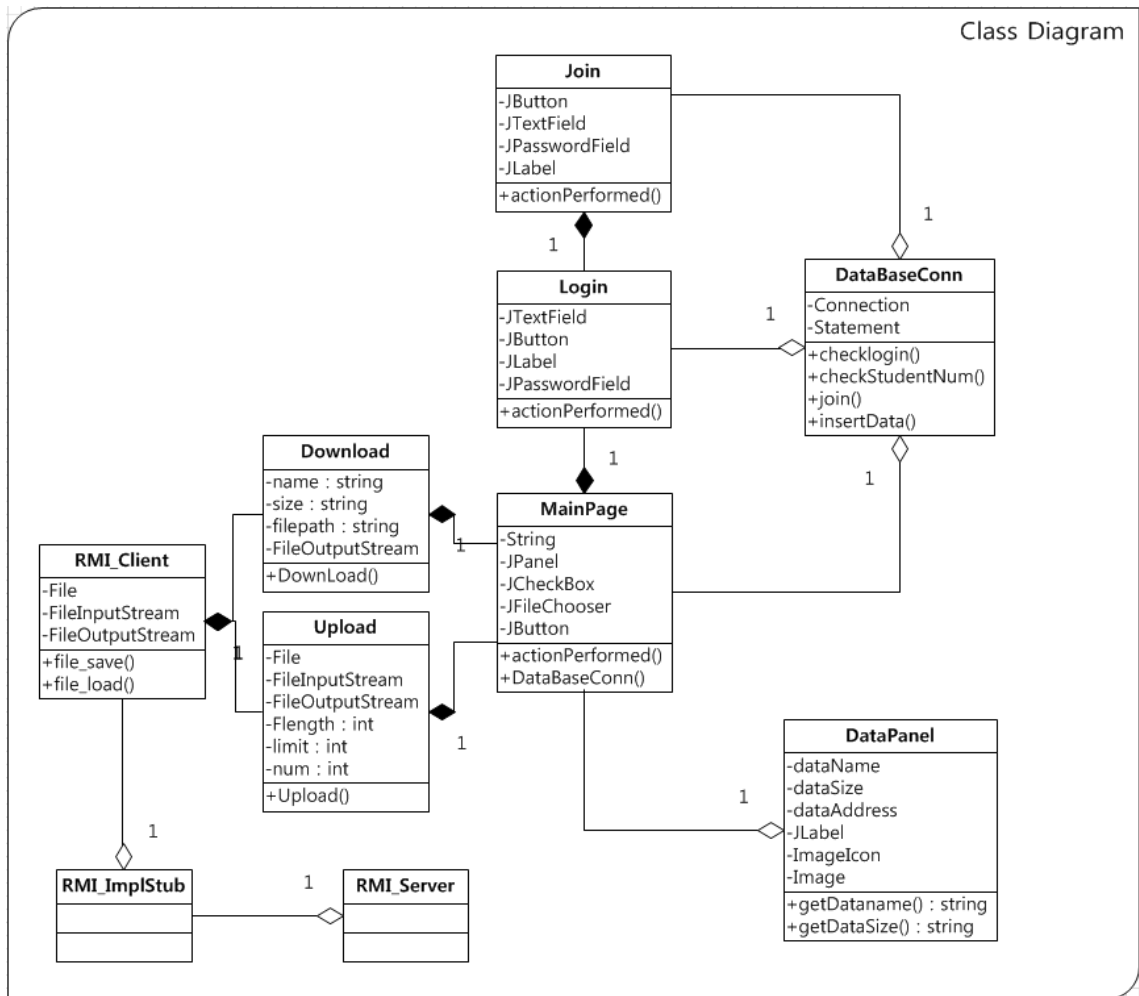 Class Diagram
Join
-JButton
-JTextField
-JPasswordField
-JLabel
+actionPerformed()
1
1
Login
-JTextField
-JButton
-JLabel
-JPasswordField
+actionPerformed()
1
DataBaseConn
-Connection
-Statement
+checklogin()
+checkStudentNum()
+join()
+insertData()
1
1
Download
-name : string
-size : string
-filepath : string
-FileOutputStream
+DownLoad()
1
MainPage
-String
-JPanel
-JCheckBox
-JFileChooser
-JButton
+actionPerformed()
+DataBaseConn()
RMI_Client
-File
-FileInputStream
-FileOutputStream
+file_save()
+file_load()
1
Upload
-File
-FileInputStream
-FileOutputStream
-Flength : int
-limit : int
-num : int
+Upload()
1
DataPanel
-dataName
-dataSize
-dataAddress
-JLabel
-ImageIcon
-Image
+getDataname() : string
+getDataSize() : string
1
1
RMI_ImplStub
1
RMI_Server